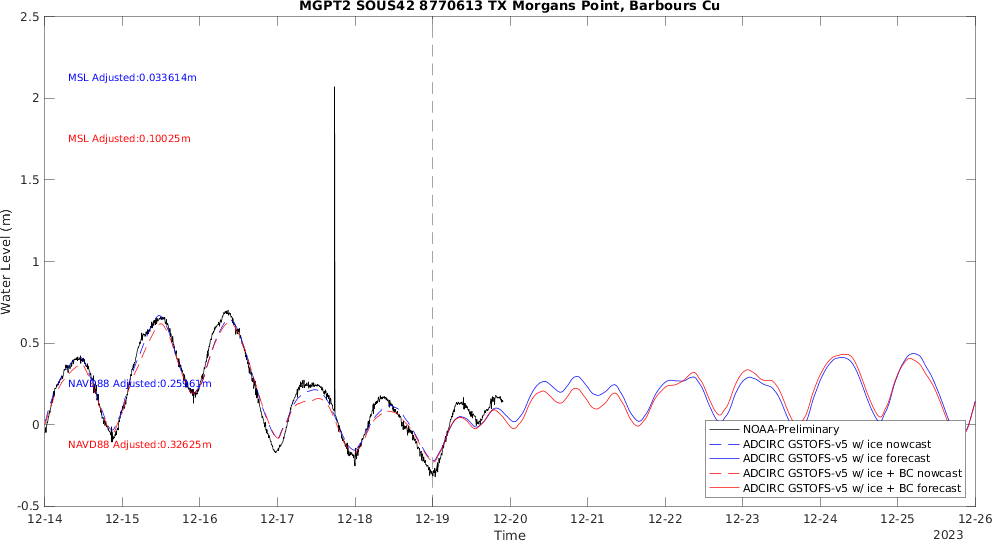 MGPT2 SOUS42 8770613 TX Morgans Point, Barbours Cu
2.5
2
1.5
1
0.5
0
-0.5
Water Level (m)
MSL Adjusted:0.033614m
MSL Adjusted:0.10025m
NAVD88 Adjusted:0.25961m
NAVD88 Adjusted:0.32625m
NOAA-Preliminary
ADCIRC GSTOFS-v5 w/ ice nowcast
ADCIRC GSTOFS-v5 w/ ice forecast
ADCIRC GSTOFS-v5 w/ ice + BC nowcast
ADCIRC GSTOFS-v5 w/ ice + BC forecast
12-14 12-15 12-16 12-17 12-18 12-19 12-20 12-21 12-22 12-23 12-24 12-25 12-26
Time
2023